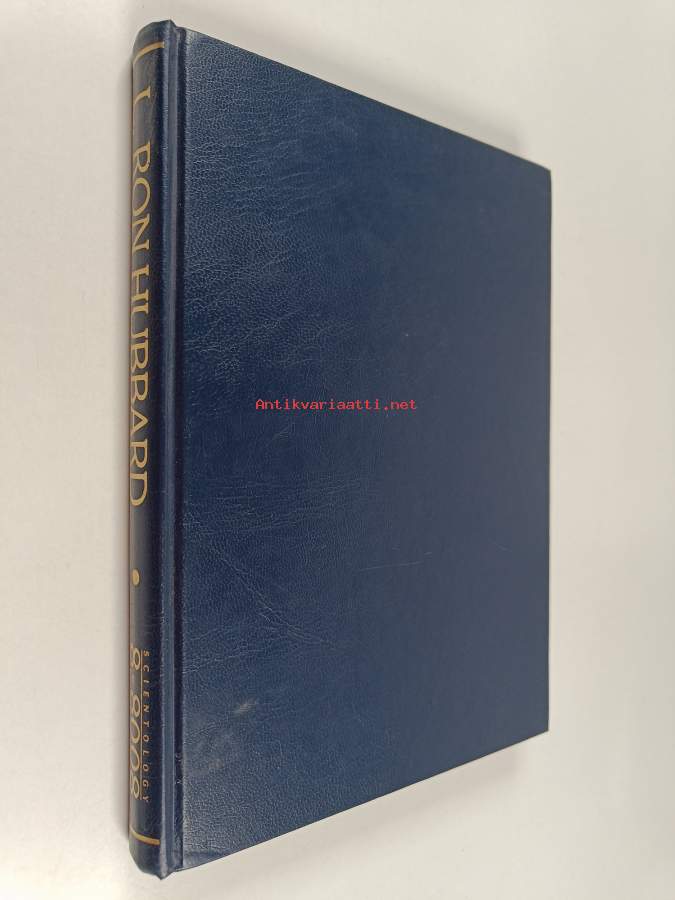 L. RON HUBBARD •
SCIENTOLOGY
8-8008
Antikvariaatti.net